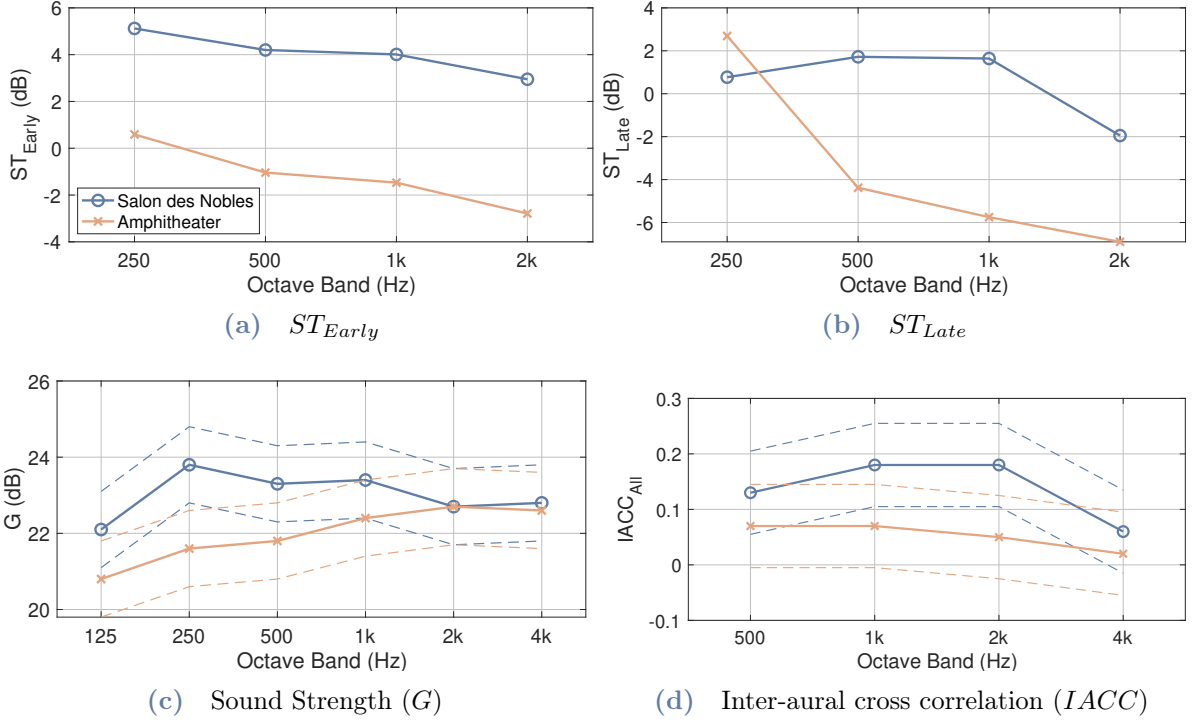 6
4
2
0
-2
-4
ST_Early (dB)
Salon des Nobles
Amphitheater
250 500 1k 2k
Octave Band (Hz)
(a) ST_Early
4
2
0
-2
-4
-6
ST_Late (dB)
250 500 1k 2k
Octave Band (Hz)
(b) ST_Late
26
24
22
20
G (dB)
125 250 500 1k 2k 4k
Octave Band (Hz)
(c) Sound Strength (G)
0.3
0.2
0.1
0
-0.1
IACC_All
500 1k 2k 4k
Octave Band (Hz)
(d) Inter-aural cross correlation (IACC)